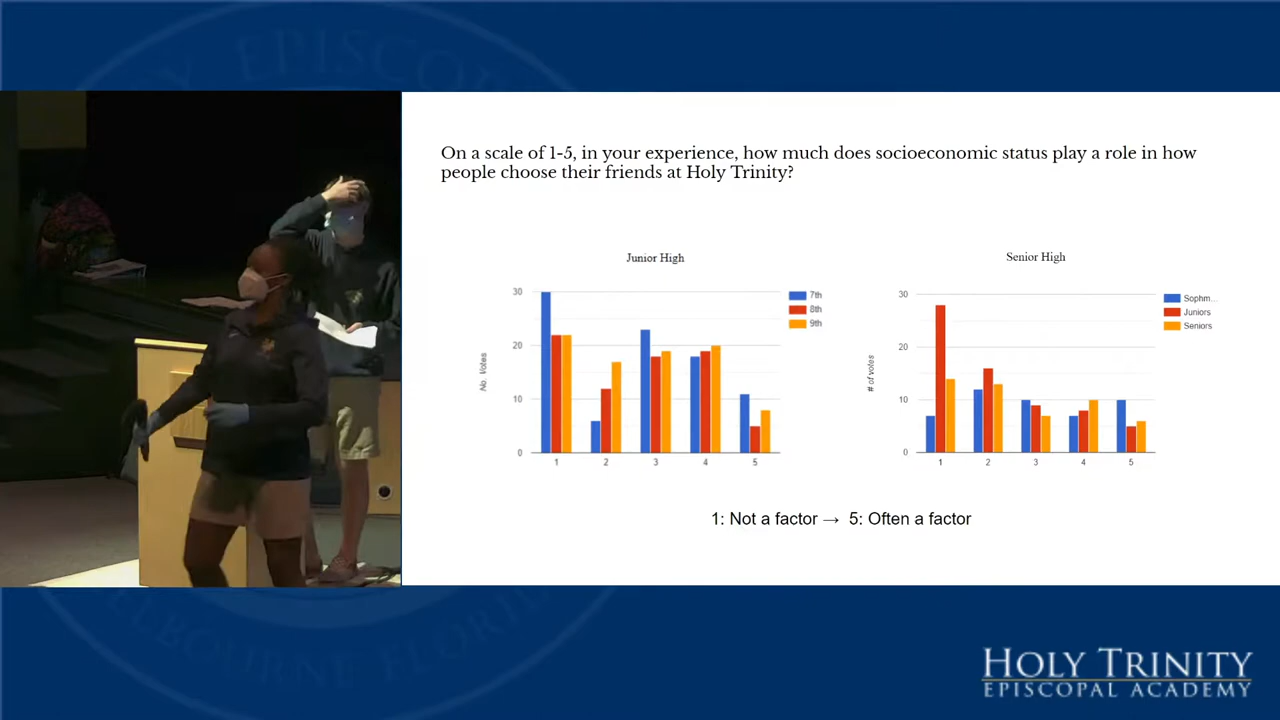 EPISCOPAL
On a scale of 1-5, in your experience, how much does socioeconomic status play a role in how
people choose their friends at Holy Trinity?
Junior High
30
20
10
0
No. Votes
1 2 3 4 5
7th
8th
9th
Senior High
30
20
10
0
# of votes
1 2 3 4 5
Sophm...
Juniors
Seniors
1: Not a factor → 5: Often a factor
MELBOURNE FLORIDA
HOLY TRINITY
EPISCOPAL ACADEMY